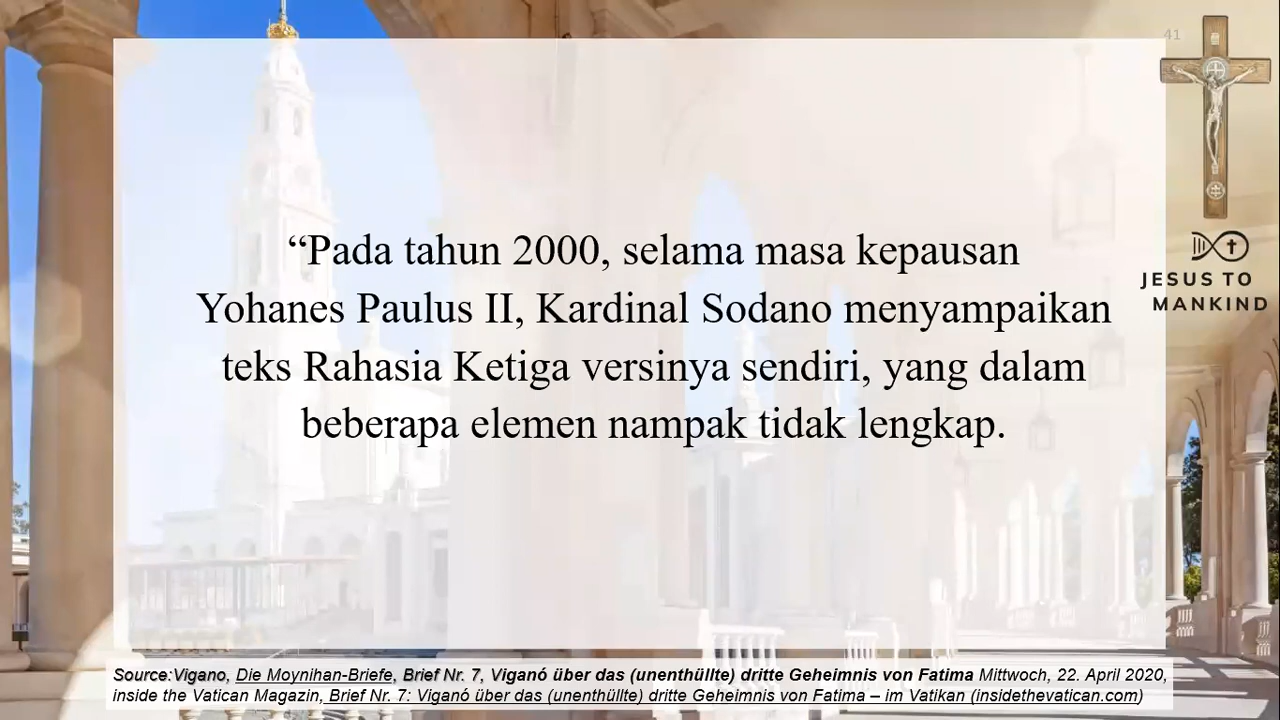 41
“Pada tahun 2000, selama masa kepausan
Yohanes Paulus II, Kardinal Sodano menyampaikan
teks Rahasia Ketiga versinya sendiri, yang dalam
beberapa elemen nampak tidak lengkap.
JESUS TO
MANKIND
Source:Vigano, Die Moynihan-Briefe, Brief Nr. 7, Viganó über das (unenthüllte) dritte Geheimnis von Fatima Mittwoch, 22. April 2020,
inside the Vatican Magazin, Brief Nr. 7: Viganó über das (unenthüllte) dritte Geheimnis von Fatima – im Vatikan (insidethevatican.com)